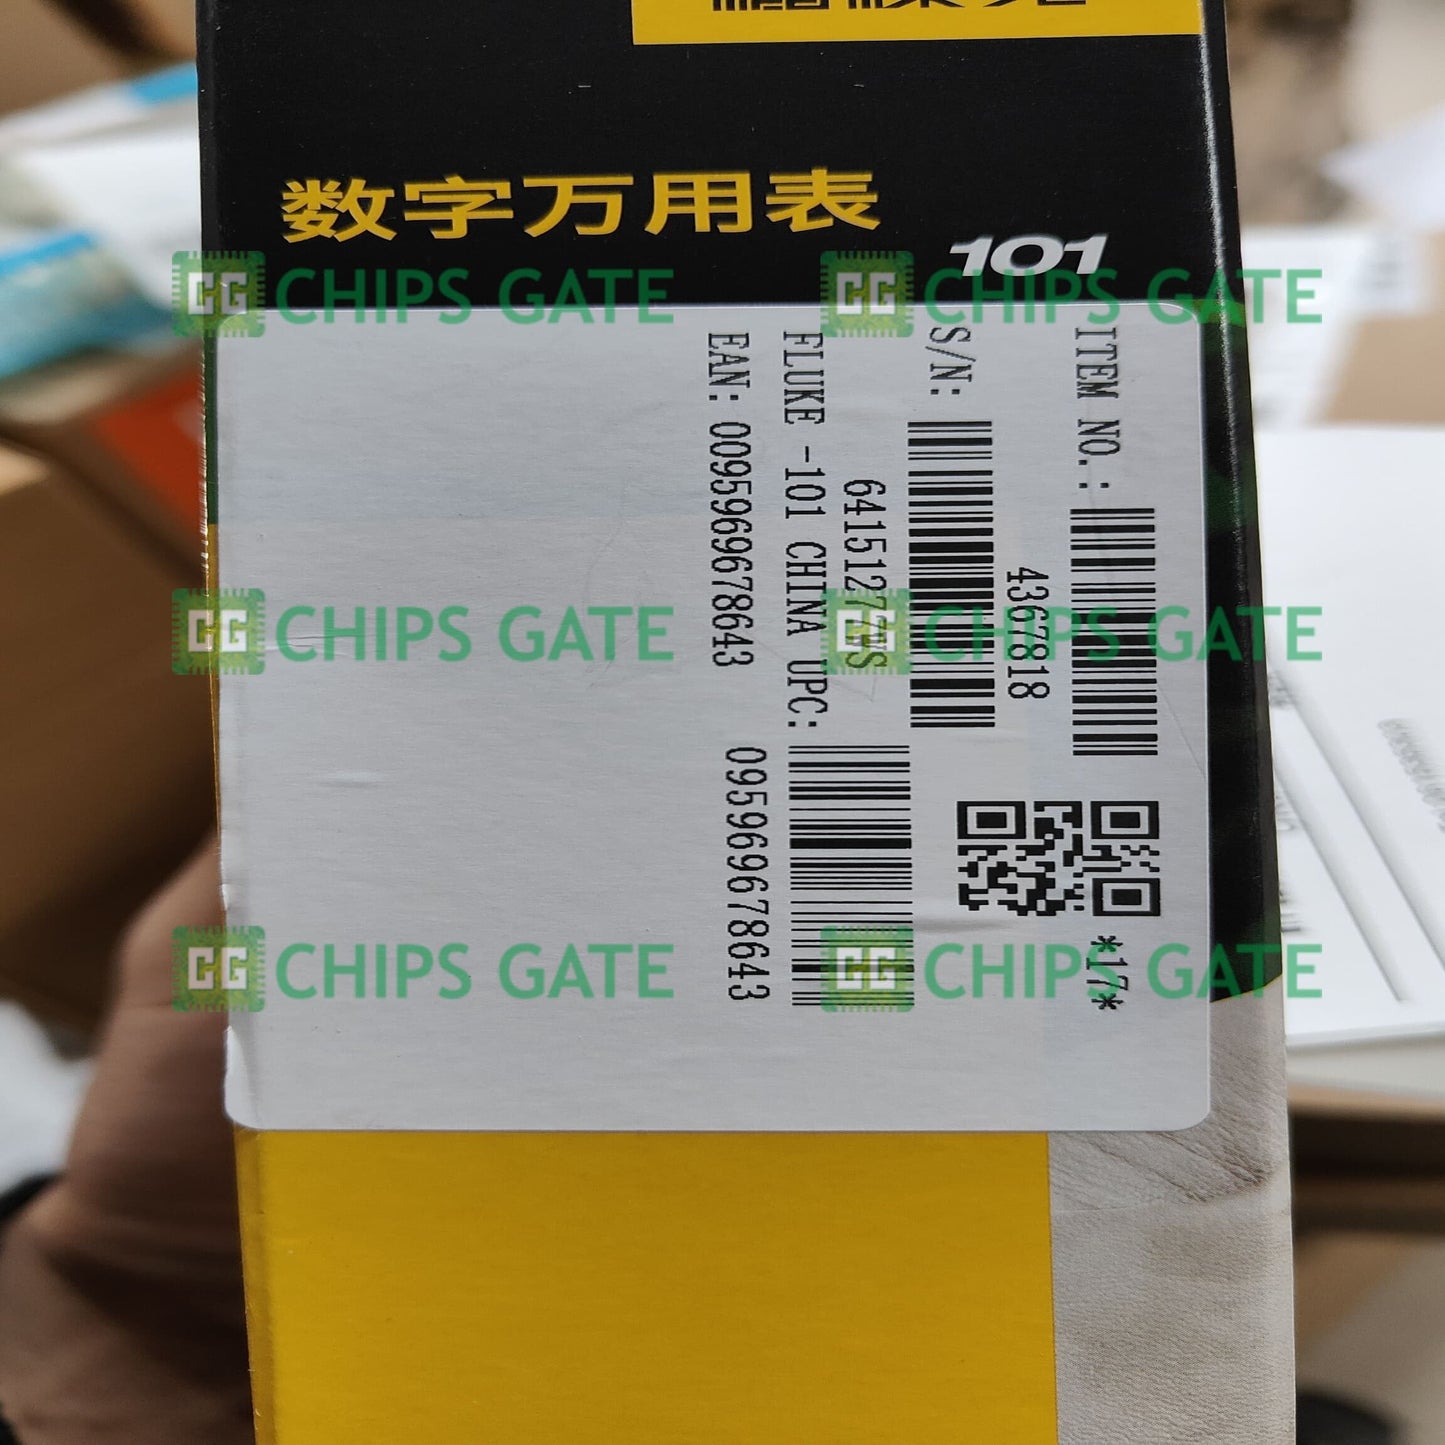 数字万用表
101
ITEM NO.:
4367818
S/N:
64151277WS
FLUKE -101 CHINA UPC:
EAN: 0095969678643
095969678643
*17*
CHIPS GATE
CHIPS GATE
CHIPS GATE
CHIPS GATE
CHIPS GATE
CHIPS GATE